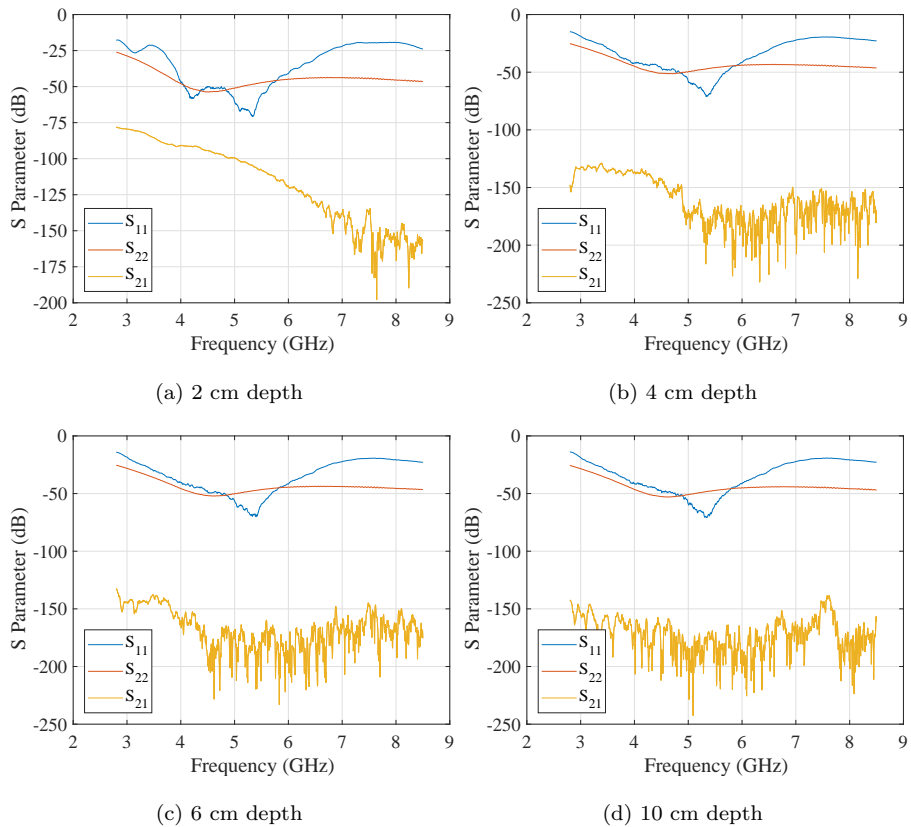 0
-25
-50
-75
-100
-125
-150
-175
-200
S Parameter (dB)
S11
S22
S21
2 3 4 5 6 7 8 9
Frequency (GHz)
(a) 2 cm depth
0
-50
-100
-150
-200
-250
S Parameter (dB)
S11
S22
S21
2 3 4 5 6 7 8 9
Frequency (GHz)
(b) 4 cm depth
0
-50
-100
-150
-200
-250
S Parameter (dB)
S11
S22
S21
2 3 4 5 6 7 8 9
Frequency (GHz)
(c) 6 cm depth
0
-50
-100
-150
-200
-250
S Parameter (dB)
S11
S22
S21
2 3 4 5 6 7 8 9
Frequency (GHz)
(d) 10 cm depth